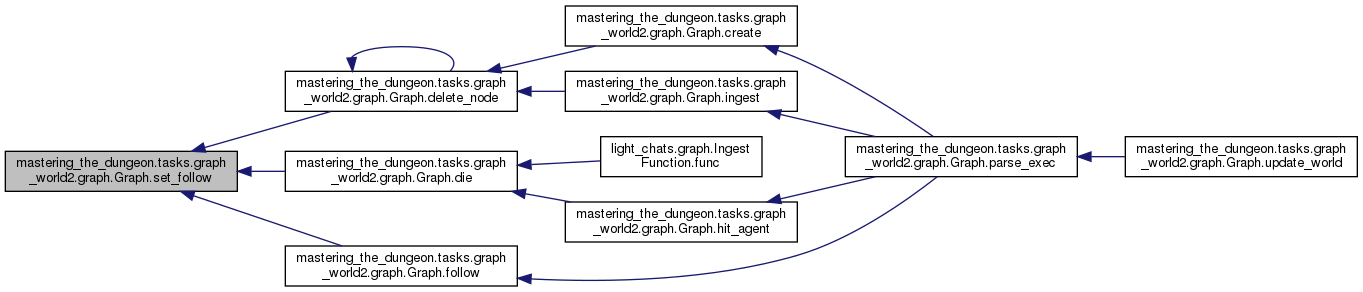 mastering_the_dungeon.tasks.graph
_world2.graph.Graph.set_follow
mastering_the_dungeon.tasks.graph
_world2.graph.Graph.delete_node
mastering_the_dungeon.tasks.graph
_world2.graph.Graph.die
mastering_the_dungeon.tasks.graph
_world2.graph.Graph.follow
mastering_the_dungeon.tasks.graph
_world2.graph.Graph.create
mastering_the_dungeon.tasks.graph
_world2.graph.Graph.ingest
light_chats.graph.Ingest
Function.func
mastering_the_dungeon.tasks.graph
_world2.graph.Graph.hit_agent
mastering_the_dungeon.tasks.graph
_world2.graph.Graph.parse_exec
mastering_the_dungeon.tasks.graph
_world2.graph.Graph.update_world